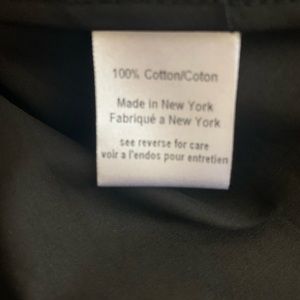 100% Cotton/Coton
Made in New York
Fabriqué a New York
see reverse for care
voir a l'endos pour entretien